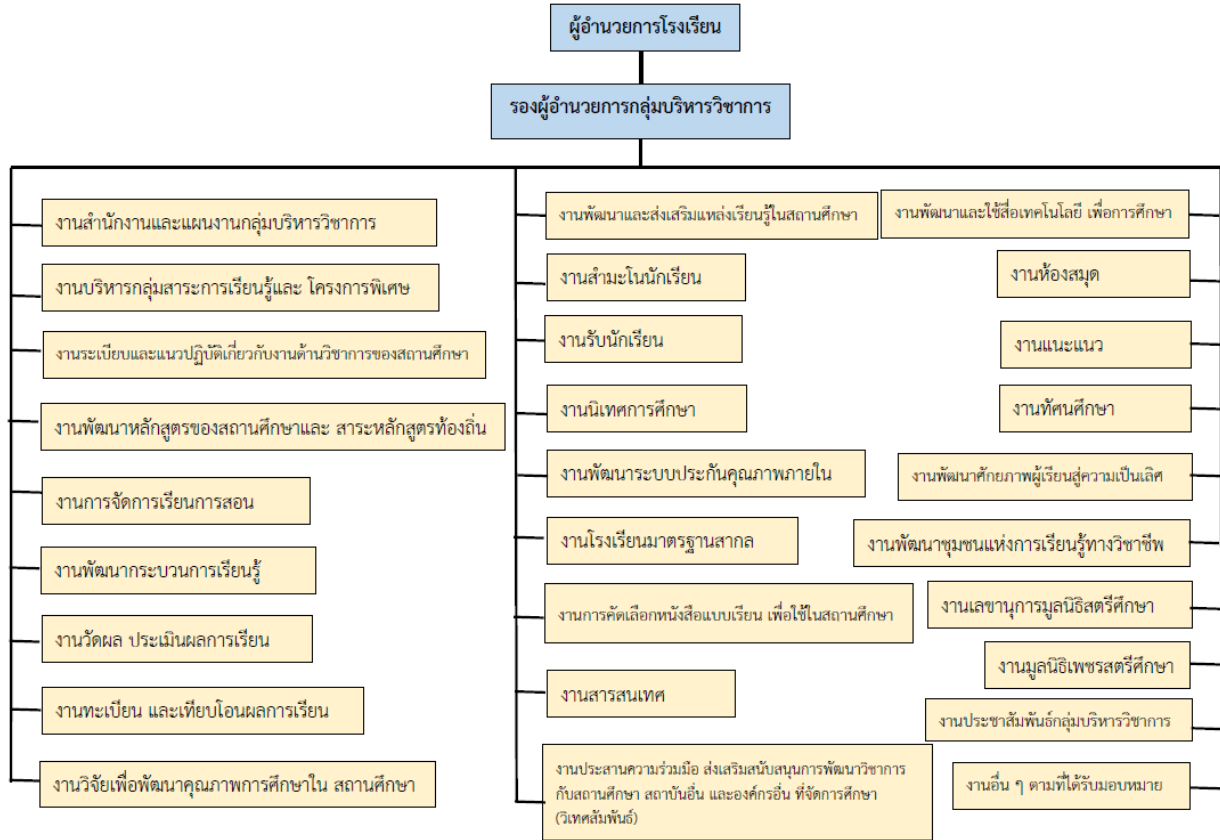 ผู้อำนวยการโรงเรียน
รองผู้อำนวยการกลุ่มบริหารวิชาการ
งานสำนักงานและแผนงานกลุ่มบริหารวิชาการ
งานบริหารกลุ่มสาระการเรียนรู้และ โครงการพิเศษ
งานระเบียบและแนวปฏิบัติเกี่ยวกับงานด้านวิชาการของสถานศึกษา
งานพัฒนาหลักสูตรของสถานศึกษาและ สาระหลักสูตรท้องถิ่น
งานการจัดการเรียนการสอน
งานพัฒนากระบวนการเรียนรู้
งานวัดผล ประเมินผลการเรียน
งานทะเบียน และเทียบโอนผลการเรียน
งานวิจัยเพื่อพัฒนาคุณภาพการศึกษาใน สถานศึกษา
งานพัฒนาและส่งเสริมแหล่งเรียนรู้ในสถานศึกษา
งานสำมะโนนักเรียน
งานรับนักเรียน
งานนิเทศการศึกษา
งานพัฒนาระบบประกันคุณภาพภายใน
งานโรงเรียนมาตรฐานสากล
งานการคัดเลือกหนังสือแบบเรียน เพื่อใช้ในสถานศึกษา
งานสารสนเทศ
งานประสานความร่วมมือ ส่งเสริมสนับสนุนการพัฒนาวิชาการ
กับสถานศึกษา สถาบันอื่น และองค์กรอื่น ที่จัดการศึกษา
(วิเทศสัมพันธ์)
งานพัฒนาและใช้สื่อเทคโนโลยี เพื่อการศึกษา
งานห้องสมุด
งานแนะแนว
งานทัศนศึกษา
งานพัฒนาศักยภาพผู้เรียนสู่ความเป็นเลิศ
งานพัฒนาชุมชนแห่งการเรียนรู้ทางวิชาชีพ
งานเลขานุการมูลนิธิสตรีศึกษา
งานมูลนิธิเพชรสตรีศึกษา
งานประชาสัมพันธ์กลุ่มบริหารวิชาการ
งานอื่น ๆ ตามที่ได้รับมอบหมาย